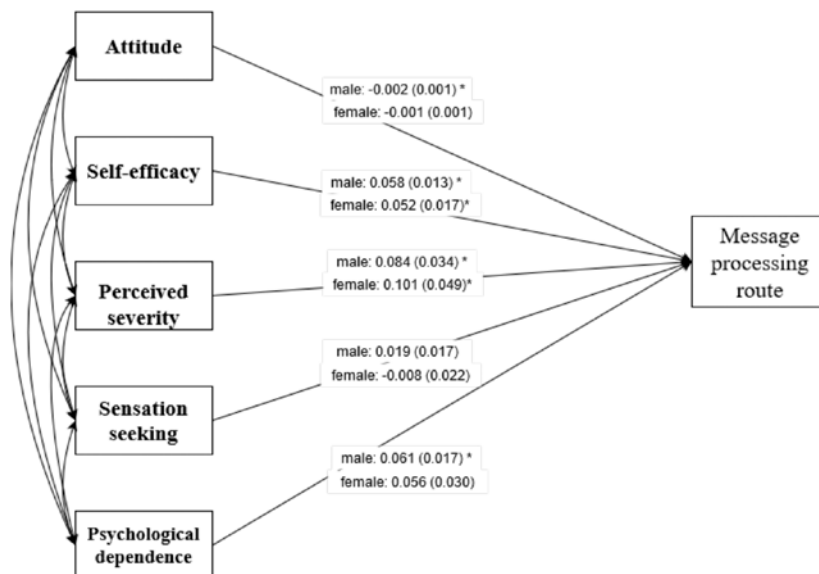 Attitude
male: -0.002 (0.001) *
female: -0.001 (0.001)
Self-efficacy
male: 0.058 (0.013) *
female: 0.052 (0.017)*
Perceived
severity
male: 0.084 (0.034) *
female: 0.101 (0.049)*
Message
processing
route
Sensation
seeking
male: 0.019 (0.017)
female: -0.008 (0.022)
Psychological
dependence
male: 0.061 (0.017) *
female: 0.056 (0.030)